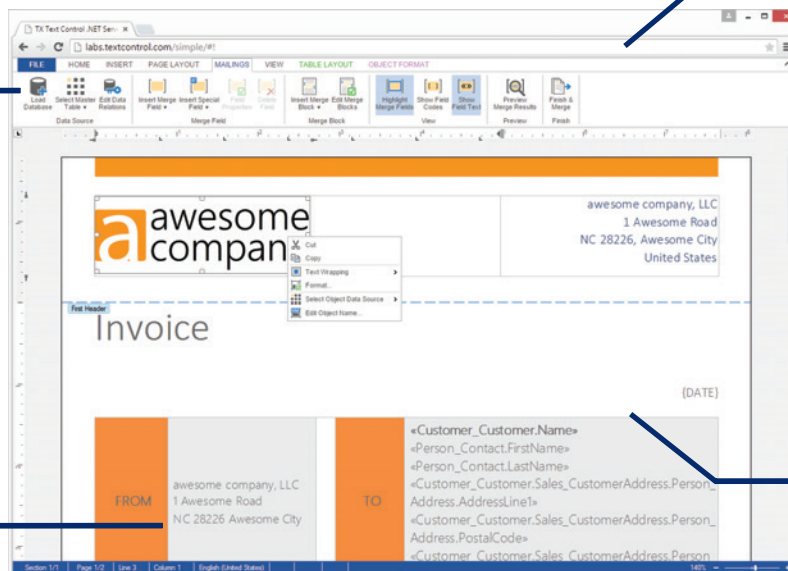 TX Text Control .NET Serv
labs.textcontrol.com/simple/#!
FILE HOME INSERT PAGE LAYOUT MAILINGS VIEW TABLE LAYOUT OBJECT FORMAT
Load Database
Select Master Table
Edit Data Relations
Insert Merge Field
Insert Special Field
Field Properties
Delete Field
Insert Merge Block
Edit Merge Blocks
Highlight Merge Fields
Show Field Codes
Show Field Text
Preview Merge Results
Finish & Merge
Data Source Merge Field Merge Block View Preview Finish
awesome company, LLC
1 Awesome Road
NC 28226, Awesome City
United States
a awesome
compan
Cut
Copy
Text Wrapping
Format...
Select Object Data Source
Edit Object Name...
First Header
Invoice
{DATE}
FROM
awesome company, LLC
1 Awesome Road
NC 28226 Awesome City
TO
«Customer_Customer.Name»
«Person_Contact.FirstName»
«Person_Contact.LastName»
«Customer_Customer.Sales_CustomerAddress.Person_
Address.AddressLine1»
«Customer_Customer.Sales_CustomerAddress.Person_
Address.PostalCode»
«Customer_Customer.Sales_CustomerAddress.Person_
Section 1/1 Page 1/2 Line 3 Column 1 English (United States) 140%